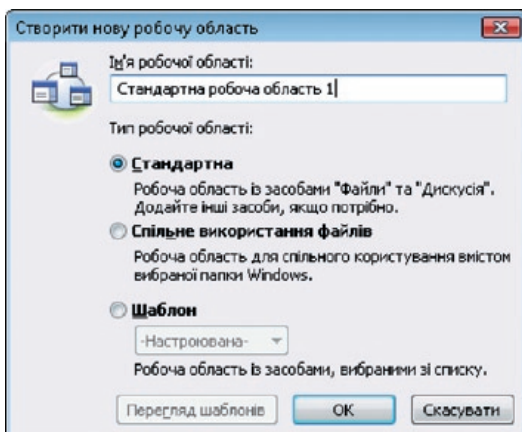 Створити нову робочу область
Ім'я робочої області:
Стандартна робоча область 1
Тип робочої області:
Стандартна
Робоча область із засобами "Файли" та "Дискусія".
Додайте інші засоби, якщо потрібно.
Спільне використання файлів
Робоча область для спільного користування вмістом
вибраної папки Windows.
Шаблон
-Настроювана-
Робоча область із засобами, вибраними зі списку.
Перегляд шаблонів
ОК
Скасувати